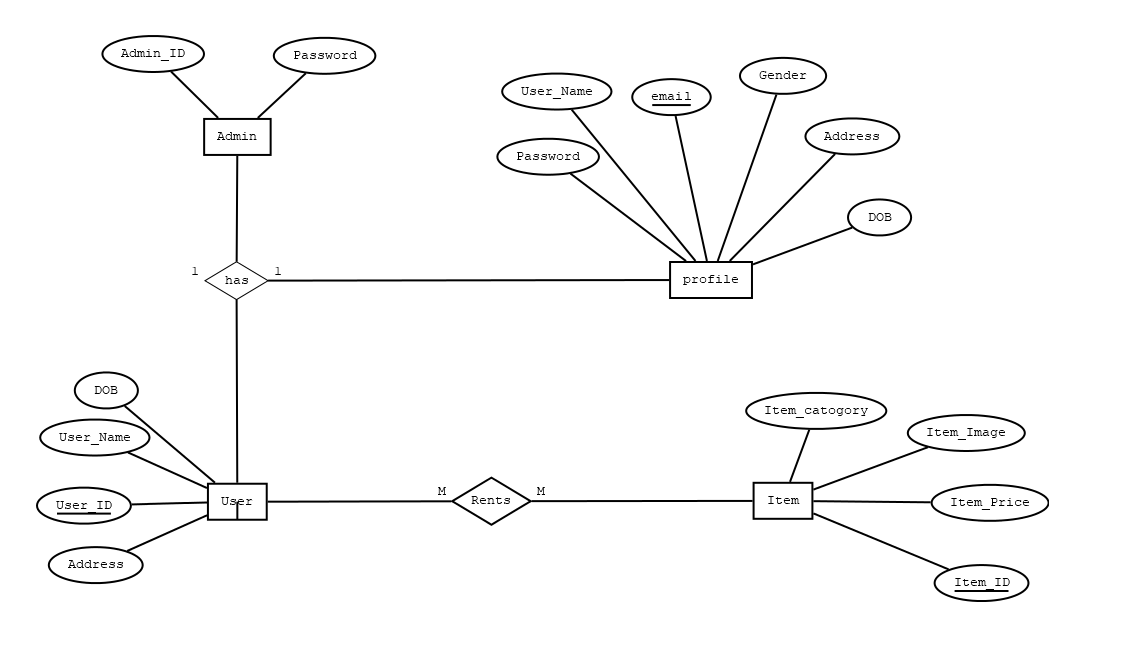 Admin_ID
Password
Admin
User_Name
email
Gender
Password
Address
DOB
1
has
1
profile
DOB
User_Name
User_ID
Address
User
M
Rents
M
Item
Item_catogory
Item_Image
Item_Price
Item_ID